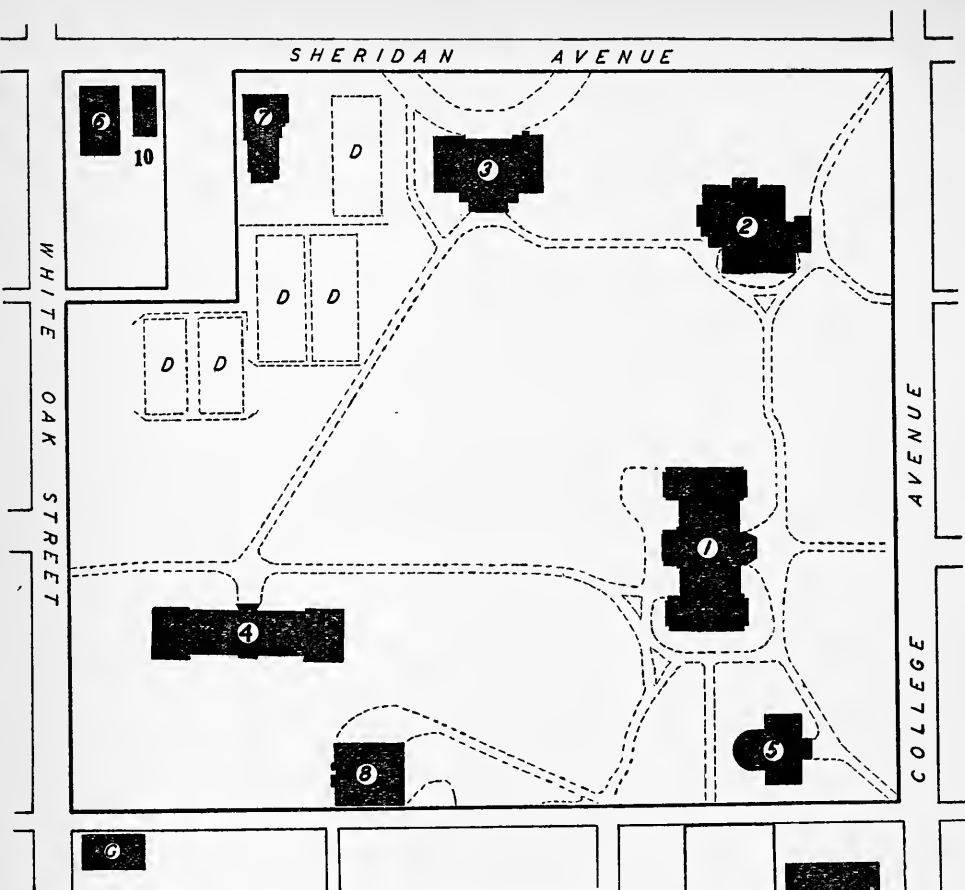 SHERIDAN AVENUE
6
10
7
D
3
2
D
D
D
D
WHITE OAK STREET
COLLEGE AVENUE
1
4
5
8
G